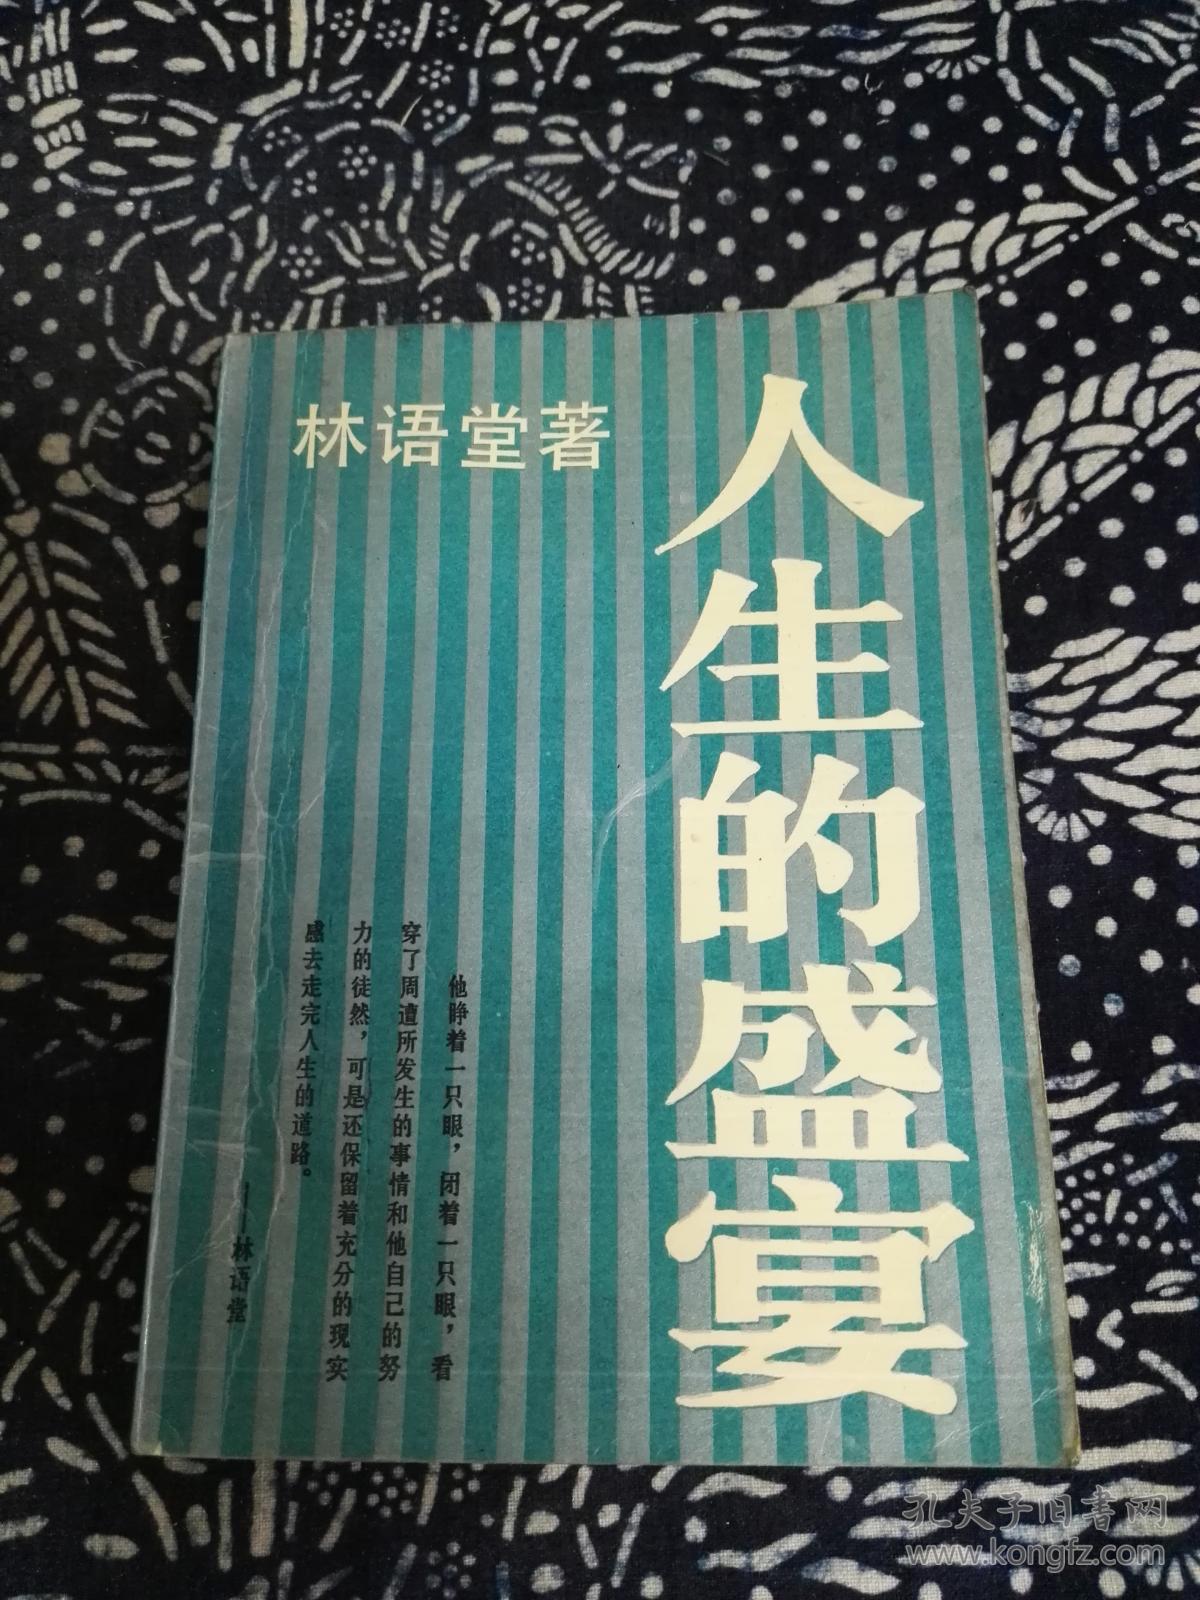 人生的盛宴
林语堂著
他睁着一只眼，闭着一只眼，看
穿了周遭所发生的事情和他自己的努
力的徒然，可是还保留着充分的现实
感去走完人生的道路。
——林语堂
孔夫子旧书网
www.kongfz.com